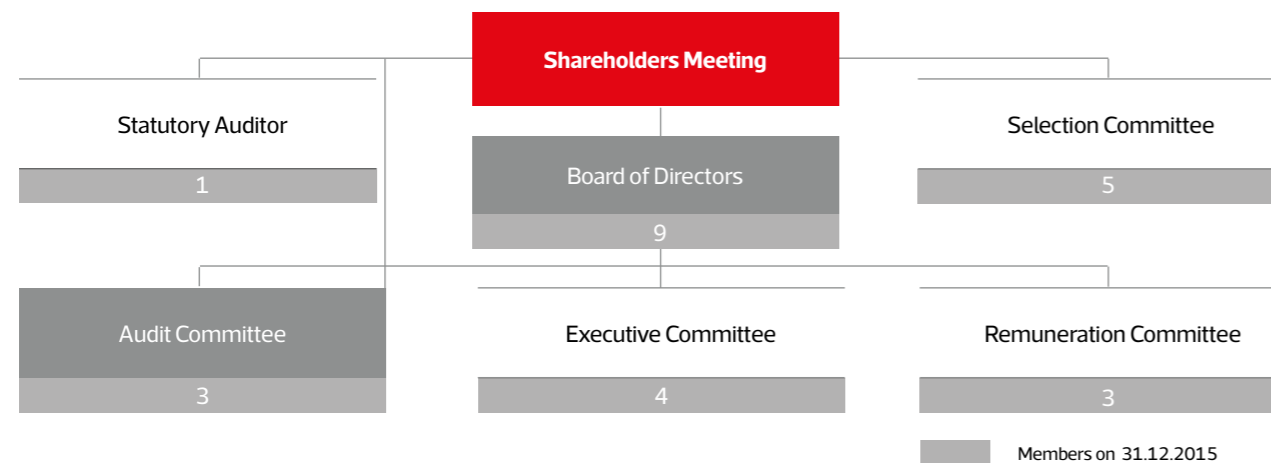 Shareholders Meeting
Statutory Auditor
1
Board of Directors
9
Selection Committee
5
Audit Committee
3
Executive Committee
4
Remuneration Committee
3
Members on 31.12.2015